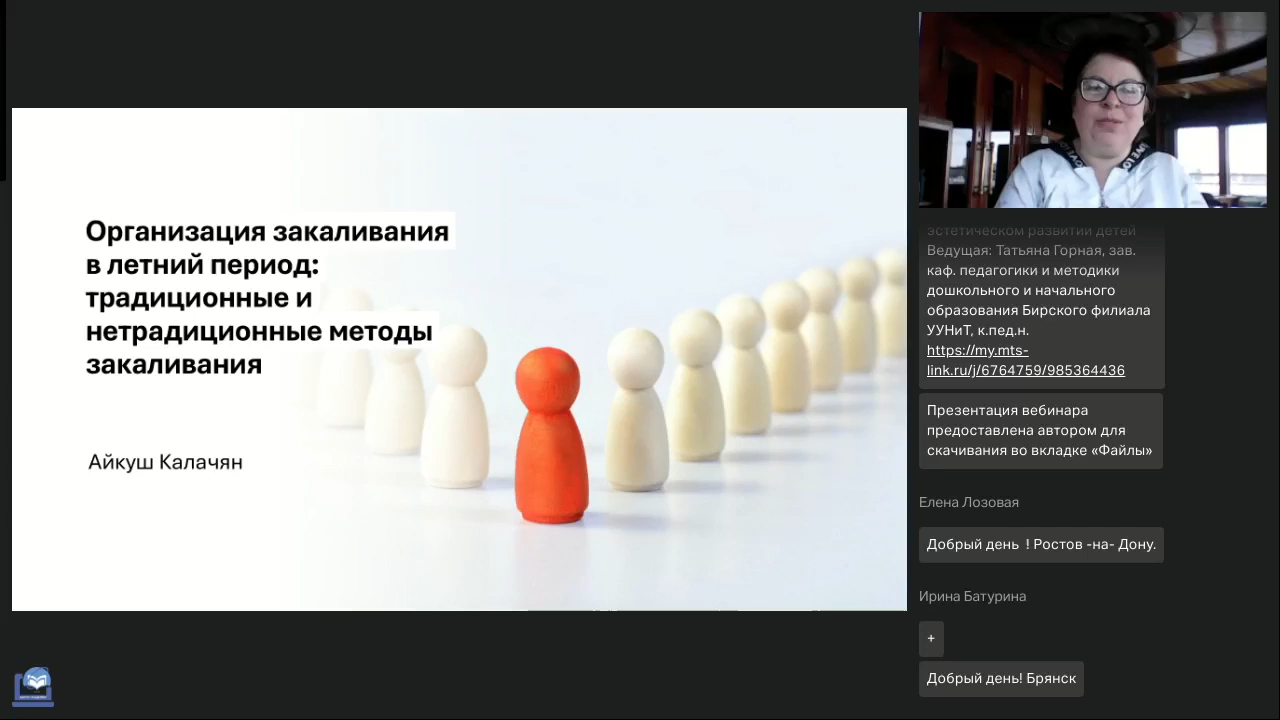 Организация закаливания
в летний период:
традиционные и
нетрадиционные методы
закаливания
Айкуш Калачян
эстетическом развитии детей
Ведущая: Татьяна Горная, зав.
каф. педагогики и методики
дошкольного и начального
образования Бирского филиала
УУНиТ, к.пед.н.
https://my.mts-
link.ru/j/6764759/985364436
Презентация вебинара
предоставлена автором для
скачивания во вкладке «Файлы»
Елена Лозовая
Добрый день ! Ростов -на- Дону.
Ирина Батурина
+
Добрый день! Брянск